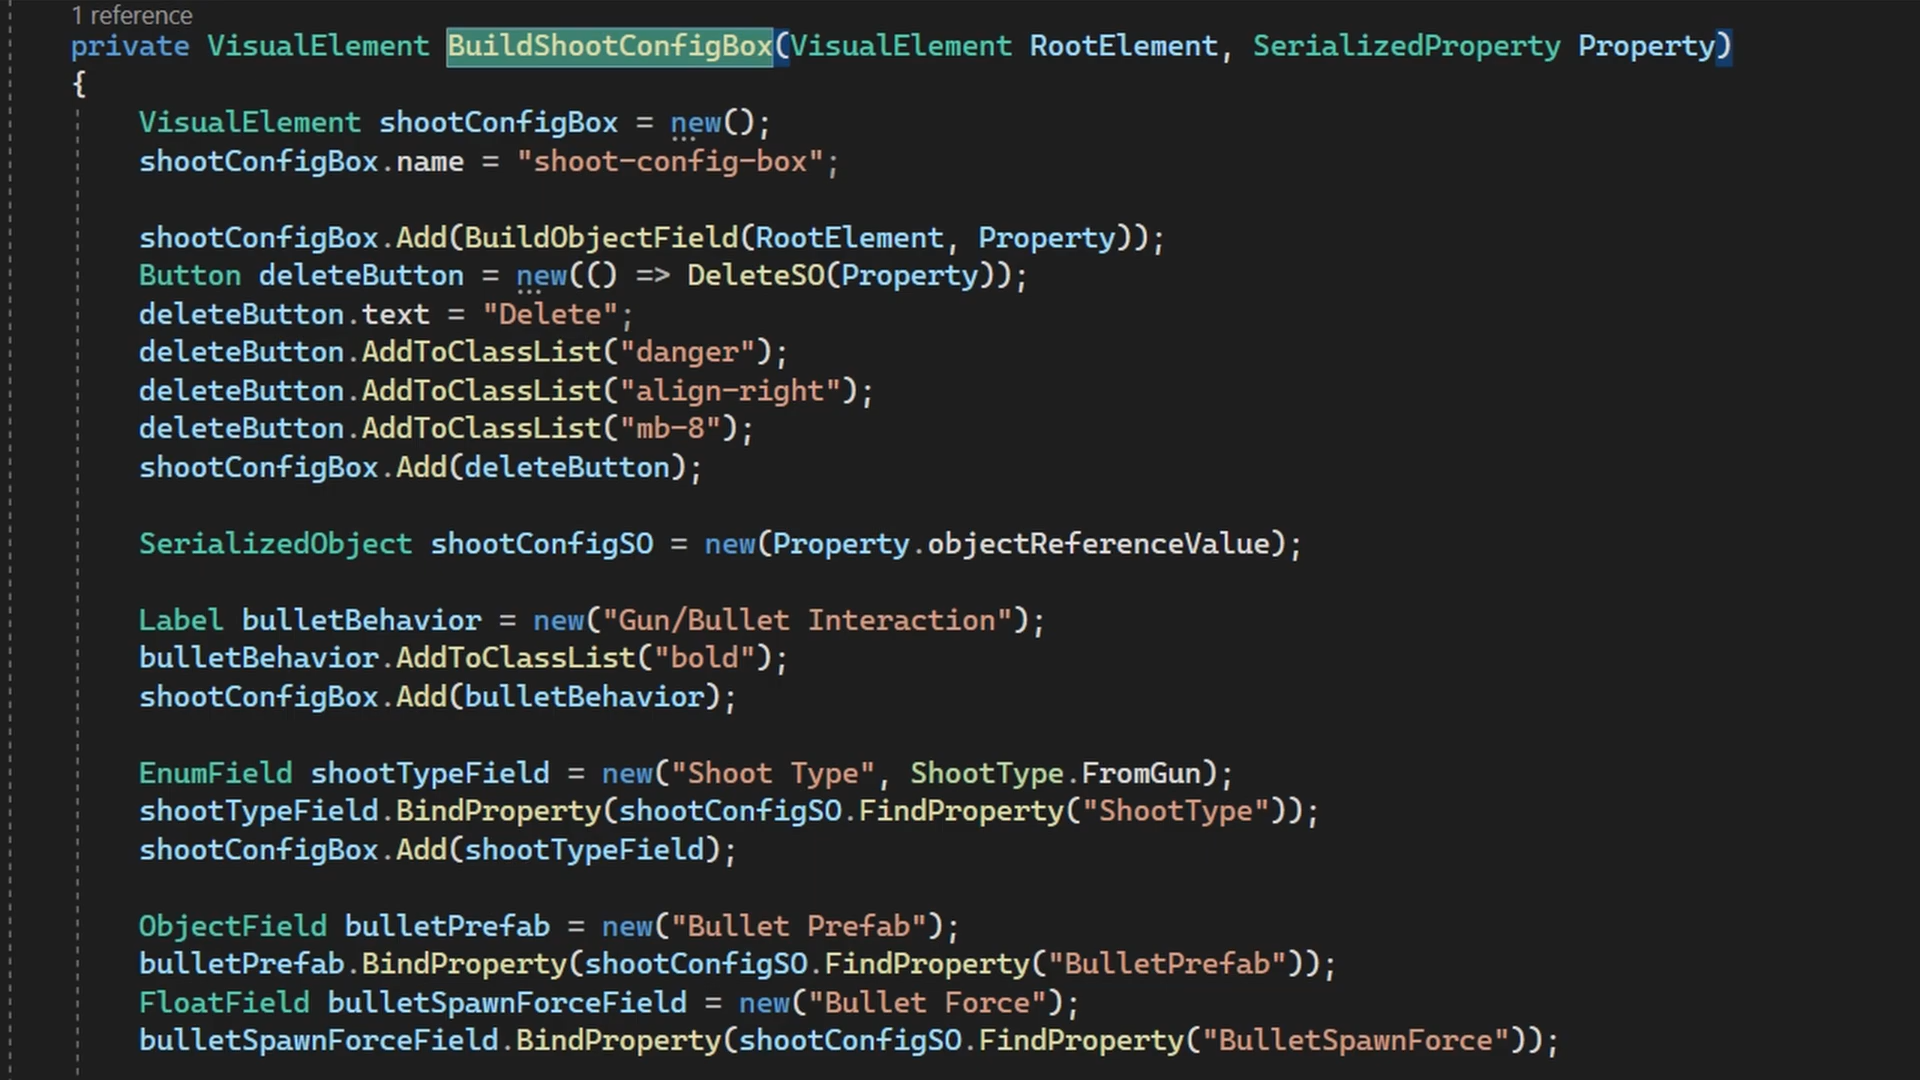 1 reference
private VisualElement BuildShootConfigBox(VisualElement RootElement, SerializedProperty Property)
{
VisualElement shootConfigBox = new();
shootConfigBox.name = "shoot-config-box";
shootConfigBox.Add(BuildObjectField(RootElement, Property));
Button deleteButton = new(() => DeleteSO(Property));
deleteButton.text = "Delete";
deleteButton.AddToClassList("danger");
deleteButton.AddToClassList("align-right");
deleteButton.AddToClassList("mb-8");
shootConfigBox.Add(deleteButton);
SerializedObject shootConfigSO = new(Property.objectReferenceValue);
Label bulletBehavior = new("Gun/Bullet Interaction");
bulletBehavior.AddToClassList("bold");
shootConfigBox.Add(bulletBehavior);
EnumField shootTypeField = new("Shoot Type", ShootType.FromGun);
shootTypeField.BindProperty(shootConfigSO.FindProperty("ShootType"));
shootConfigBox.Add(shootTypeField);
ObjectField bulletPrefab = new("Bullet Prefab");
bulletPrefab.BindProperty(shootConfigSO.FindProperty("BulletPrefab"));
FloatField bulletSpawnForceField = new("Bullet Force");
bulletSpawnForceField.BindProperty(shootConfigSO.FindProperty("BulletSpawnForce"));